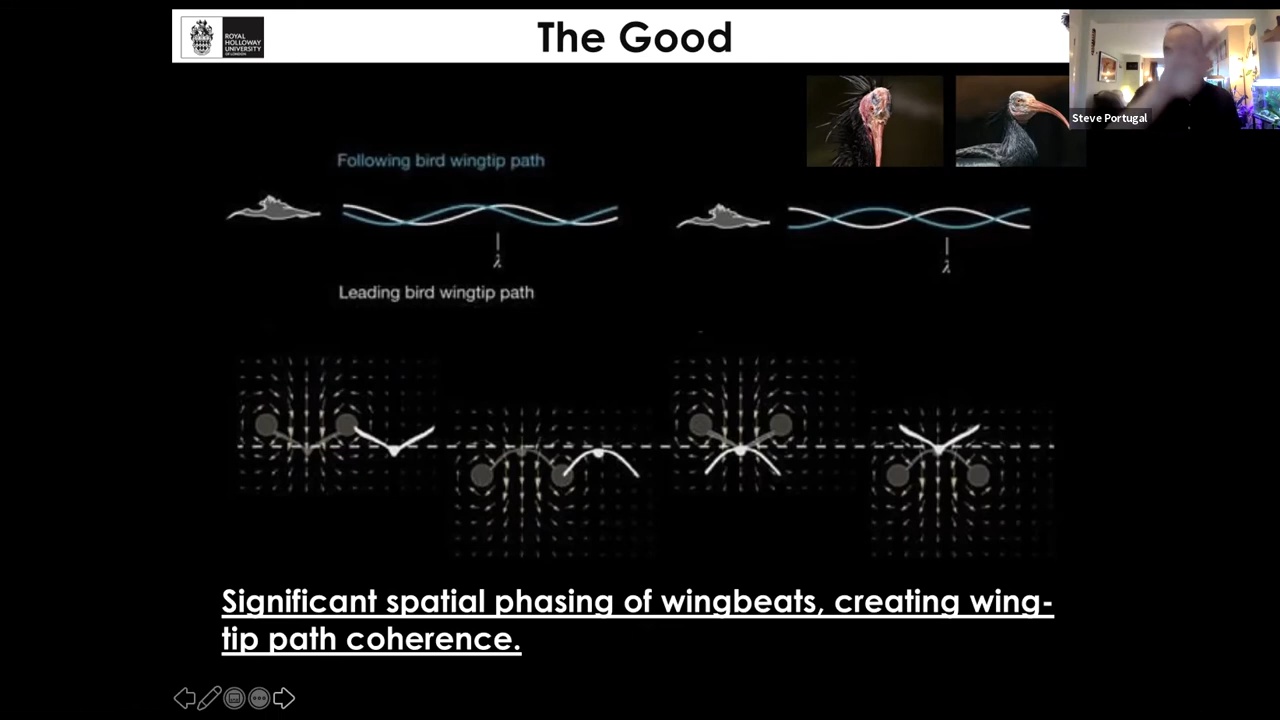 The Good
ROYAL
HOLLOWAY
UNIVERSITY
OF LONDON
Steve Portugal
Following bird wingtip path
λ
λ
Leading bird wingtip path
Significant spatial phasing of wingbeats, creating wing-
tip path coherence.